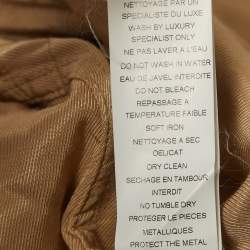 NETTOYAGE PAR UN
SPECIALISTE DU LUXE
WASH BY LUXURY
SPECIALIST ONLY
NE PAS LAVER A L'EAU
DO NOT WASH IN WATER
EAU DE JAVEL INTERDITE
DO NOT BLEACH
REPASSAGE A
TEMPERATURE FAIBLE
SOFT IRON
NETTOYAGE A SEC
DELICAT
DRY CLEAN
SECHAGE EN TAMBOUR
INTERDIT
NO TUMBLE DRY
PROTEGER LE PIECES
METALLIQUES
PROTECT THE METAL